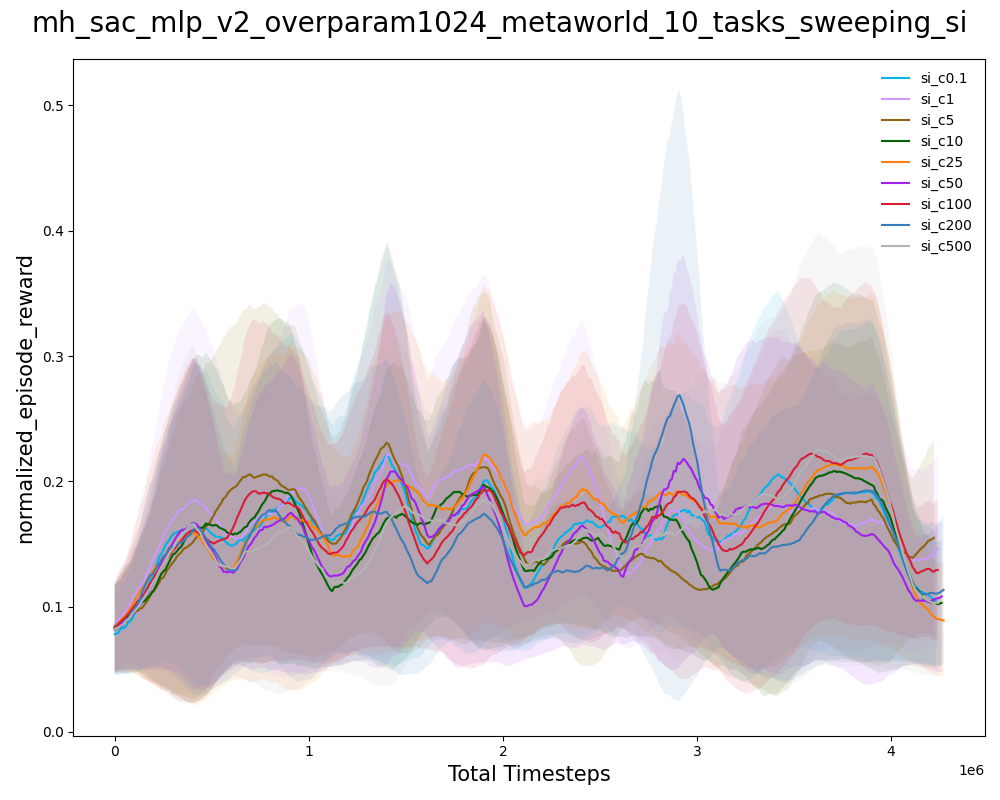 mh_sac_mlp_v2_overparam1024_metaworld_10_tasks_sweeping_si
normalized_episode_reward
0.5
0.4
0.3
0.2
0.1
0.0
si_c0.1
si_c1
si_c5
si_c10
si_c25
si_c50
si_c100
si_c200
si_c500
0
1
2
3
4
1e6
Total Timesteps